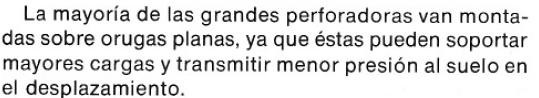 La mayoría de las grandes perforadoras van monta-
das sobre orugas planas, ya que éstas pueden soportar
mayores cargas y transmitir menor presión al suelo en
el desplazamiento.